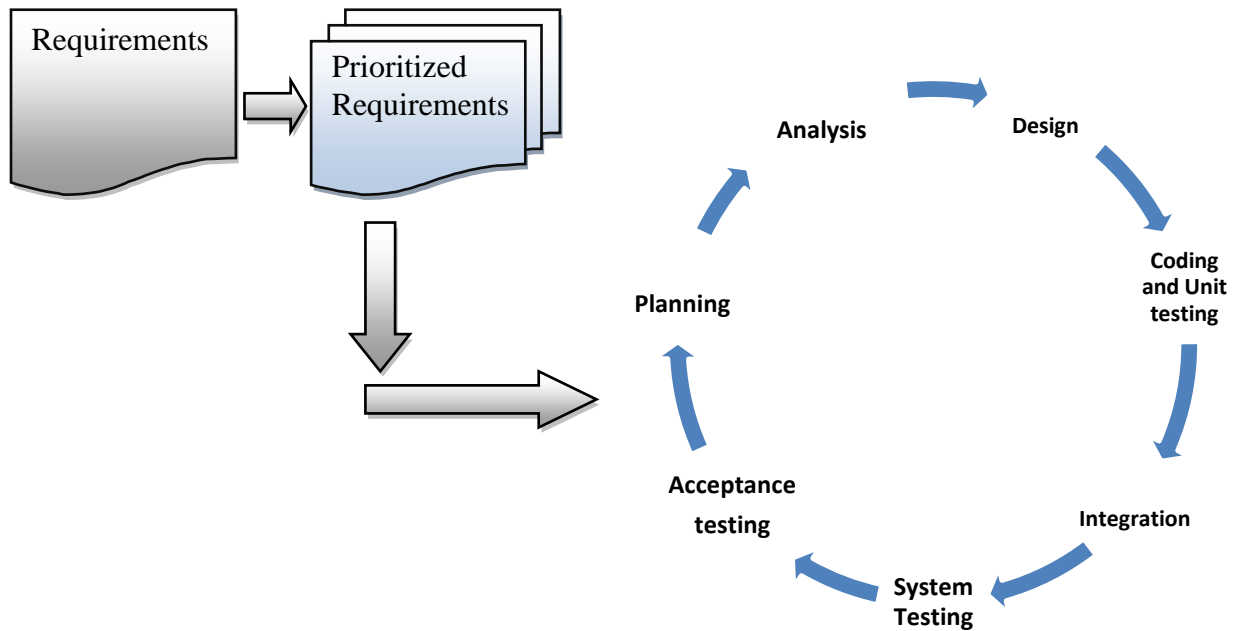 Requirements
Prioritized
Requirements
Analysis
Design
Coding
and Unit
testing
Integration
System
Testing
Acceptance
testing
Planning